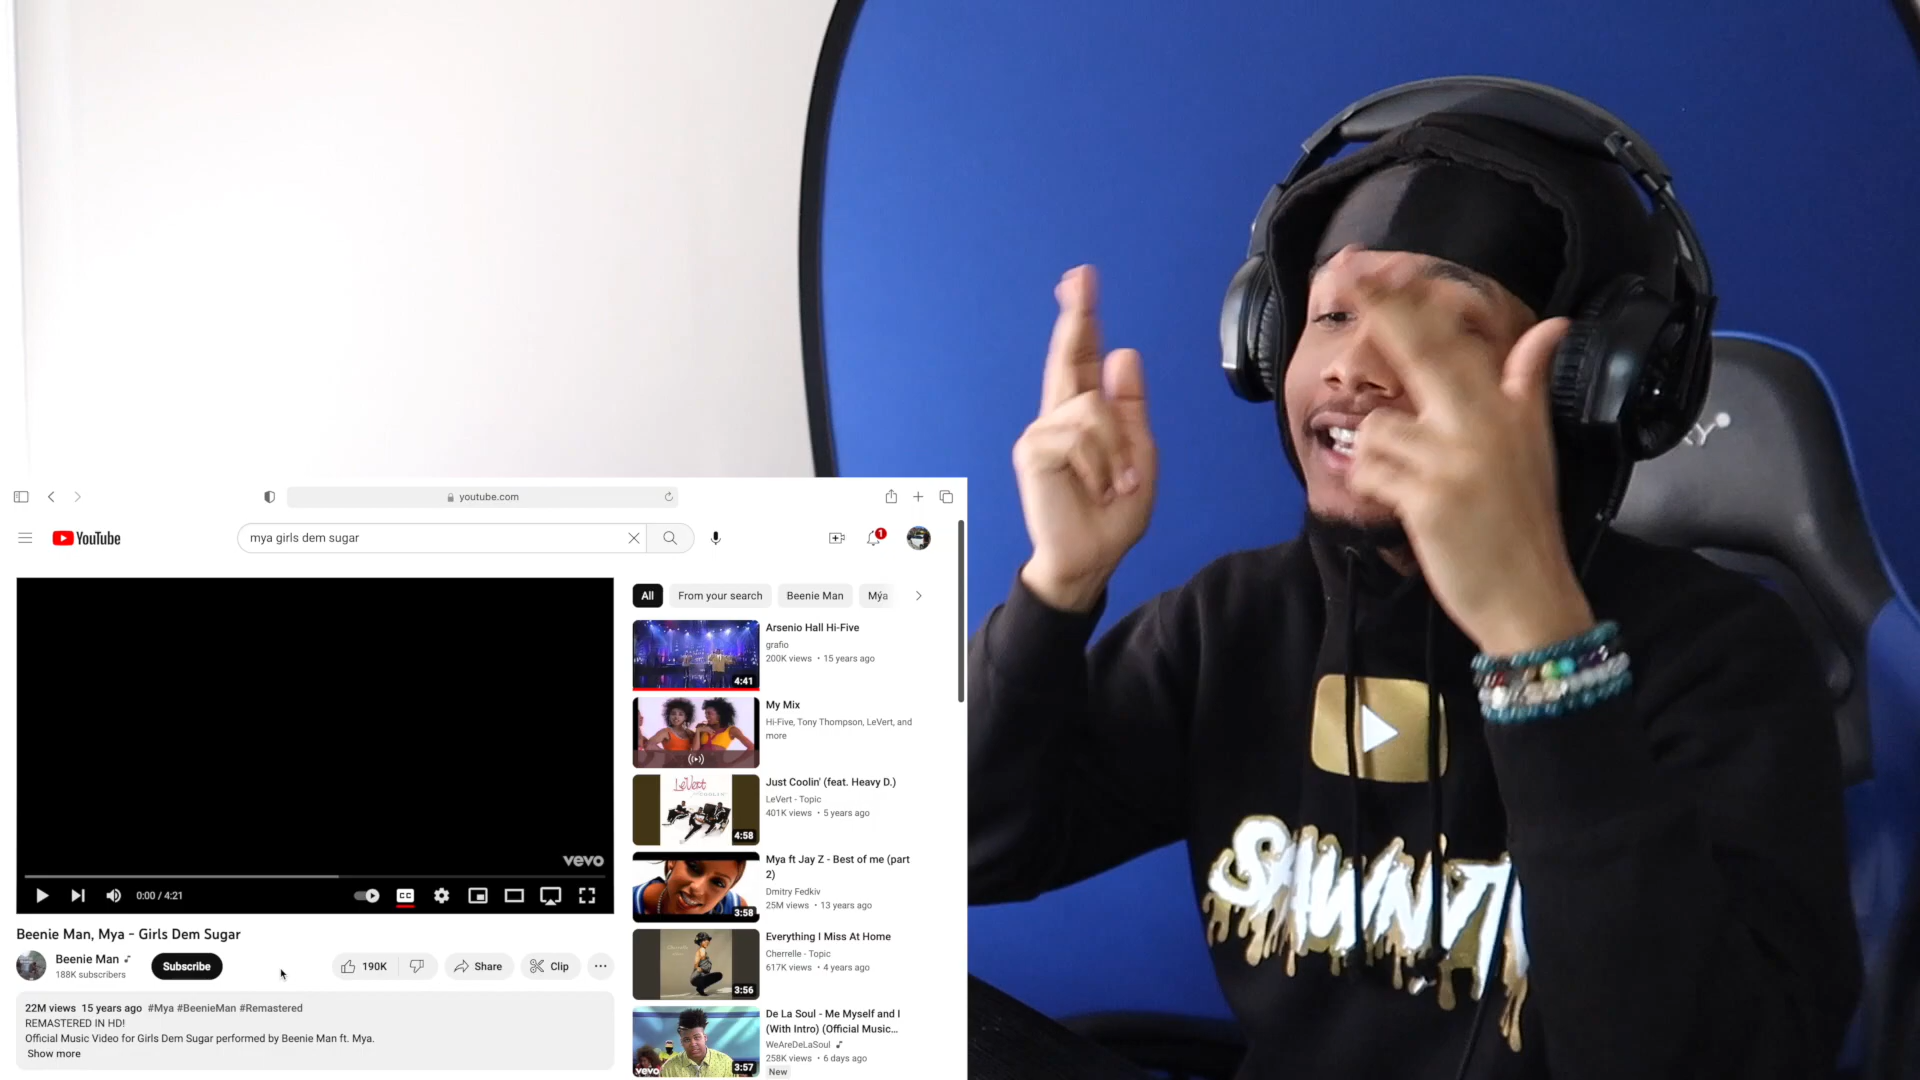 youtube.com
YouTube
mya girls dem sugar
1
vevo
0:00 / 4:21
CC
Beenie Man, Mya - Girls Dem Sugar
Beenie Man
188K subscribers
Subscribe
190K
Share
Clip
22M views 15 years ago #Mya #BeenieMan #Remastered
REMASTERED IN HD!
Official Music Video for Girls Dem Sugar performed by Beenie Man ft. Mya.
Show more
All
From your search
Beenie Man
Mýa
Arsenio Hall Hi-Five
grafio
200K views • 15 years ago
4:41
My Mix
Hi-Five, Tony Thompson, LeVert, and
more
Just Coolin' (feat. Heavy D.)
LeVert - Topic
401K views • 5 years ago
LeVert
4:58
Mya ft Jay Z - Best of me (part
2)
Dmitry Fedkiv
25M views • 13 years ago
3:58
Everything I Miss At Home
Cherrelle - Topic
617K views • 4 years ago
3:56
De La Soul - Me Myself and I
(With Intro) (Official Music...
WeAreDeLaSoul
258K views • 6 days ago
New
vevo
3:57